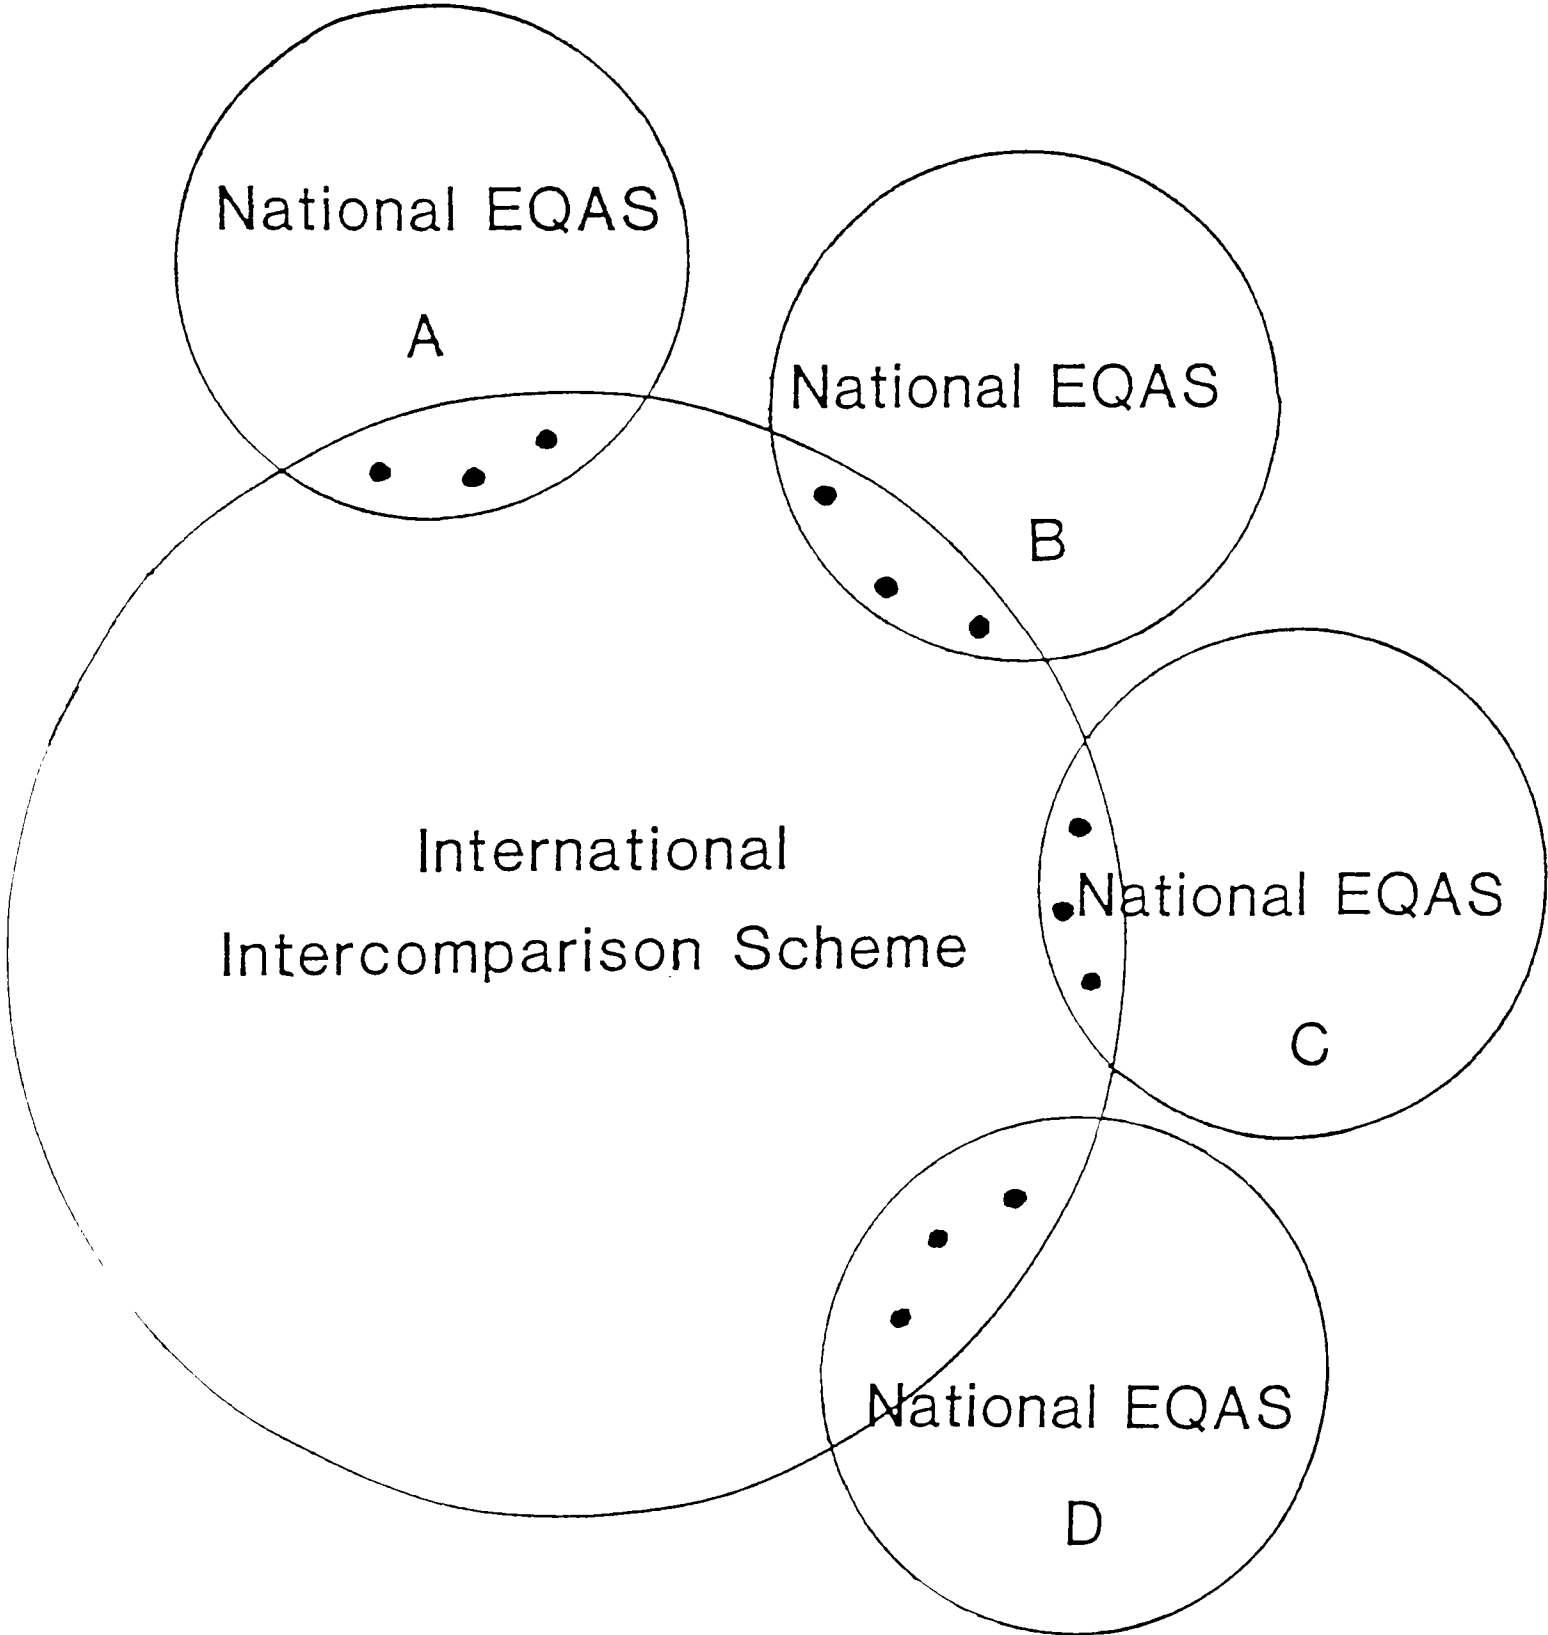 National EQAS
A
National EQAS
B
International
Intercomparison Scheme
National EQAS
C
National EQAS
D